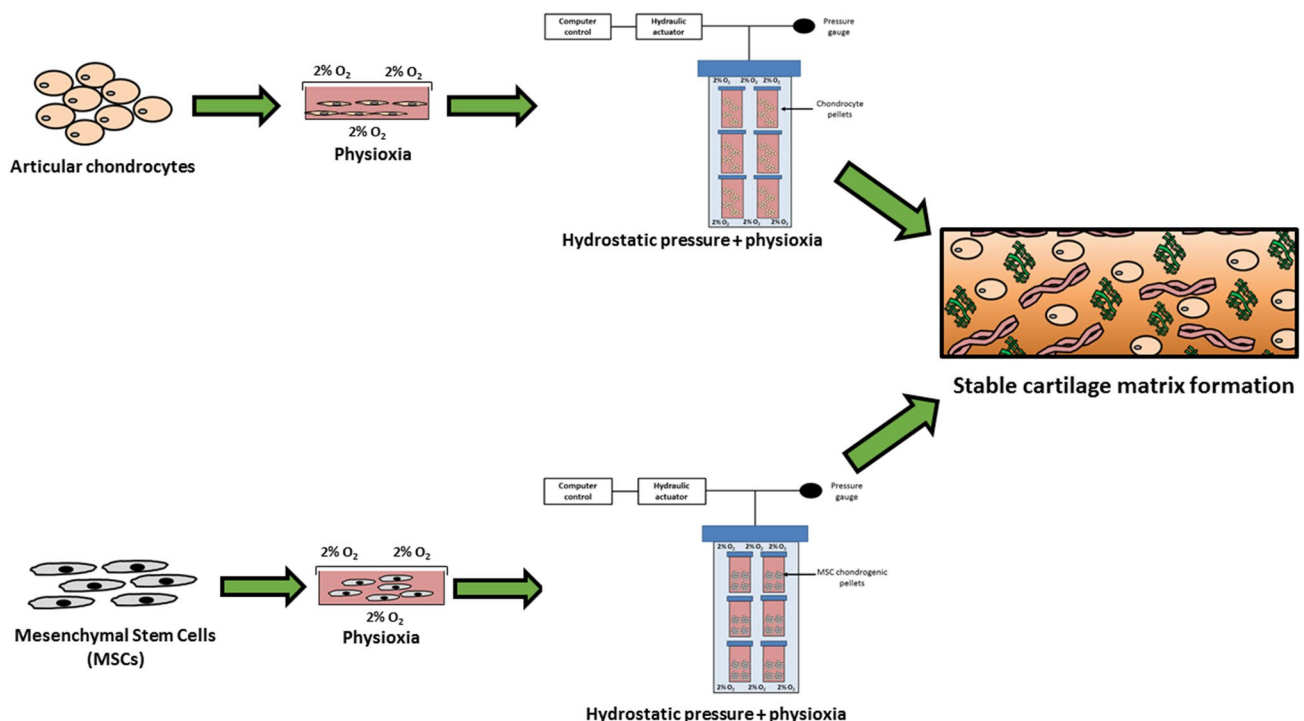 Computer control
Hydraulic actuator
Pressure gauge
2% O₂ 2% O₂
2% O₂ 2% O₂ 2% O₂
Chondrocyte pellets
2% O₂
Articular chondrocytes
Physioxia
2% O₂ 2% O₂ 2% O₂
Hydrostatic pressure + physioxia
Stable cartilage matrix formation
Computer control
Hydraulic actuator
Pressure gauge
2% O₂ 2% O₂
2% O₂ 2% O₂ 2% O₂
MSC chondrogenic pellets
2% O₂
Mesenchymal Stem Cells
(MSCs)
Physioxia
2% O₂ 2% O₂ 2% O₂
Hydrostatic pressure + physioxia